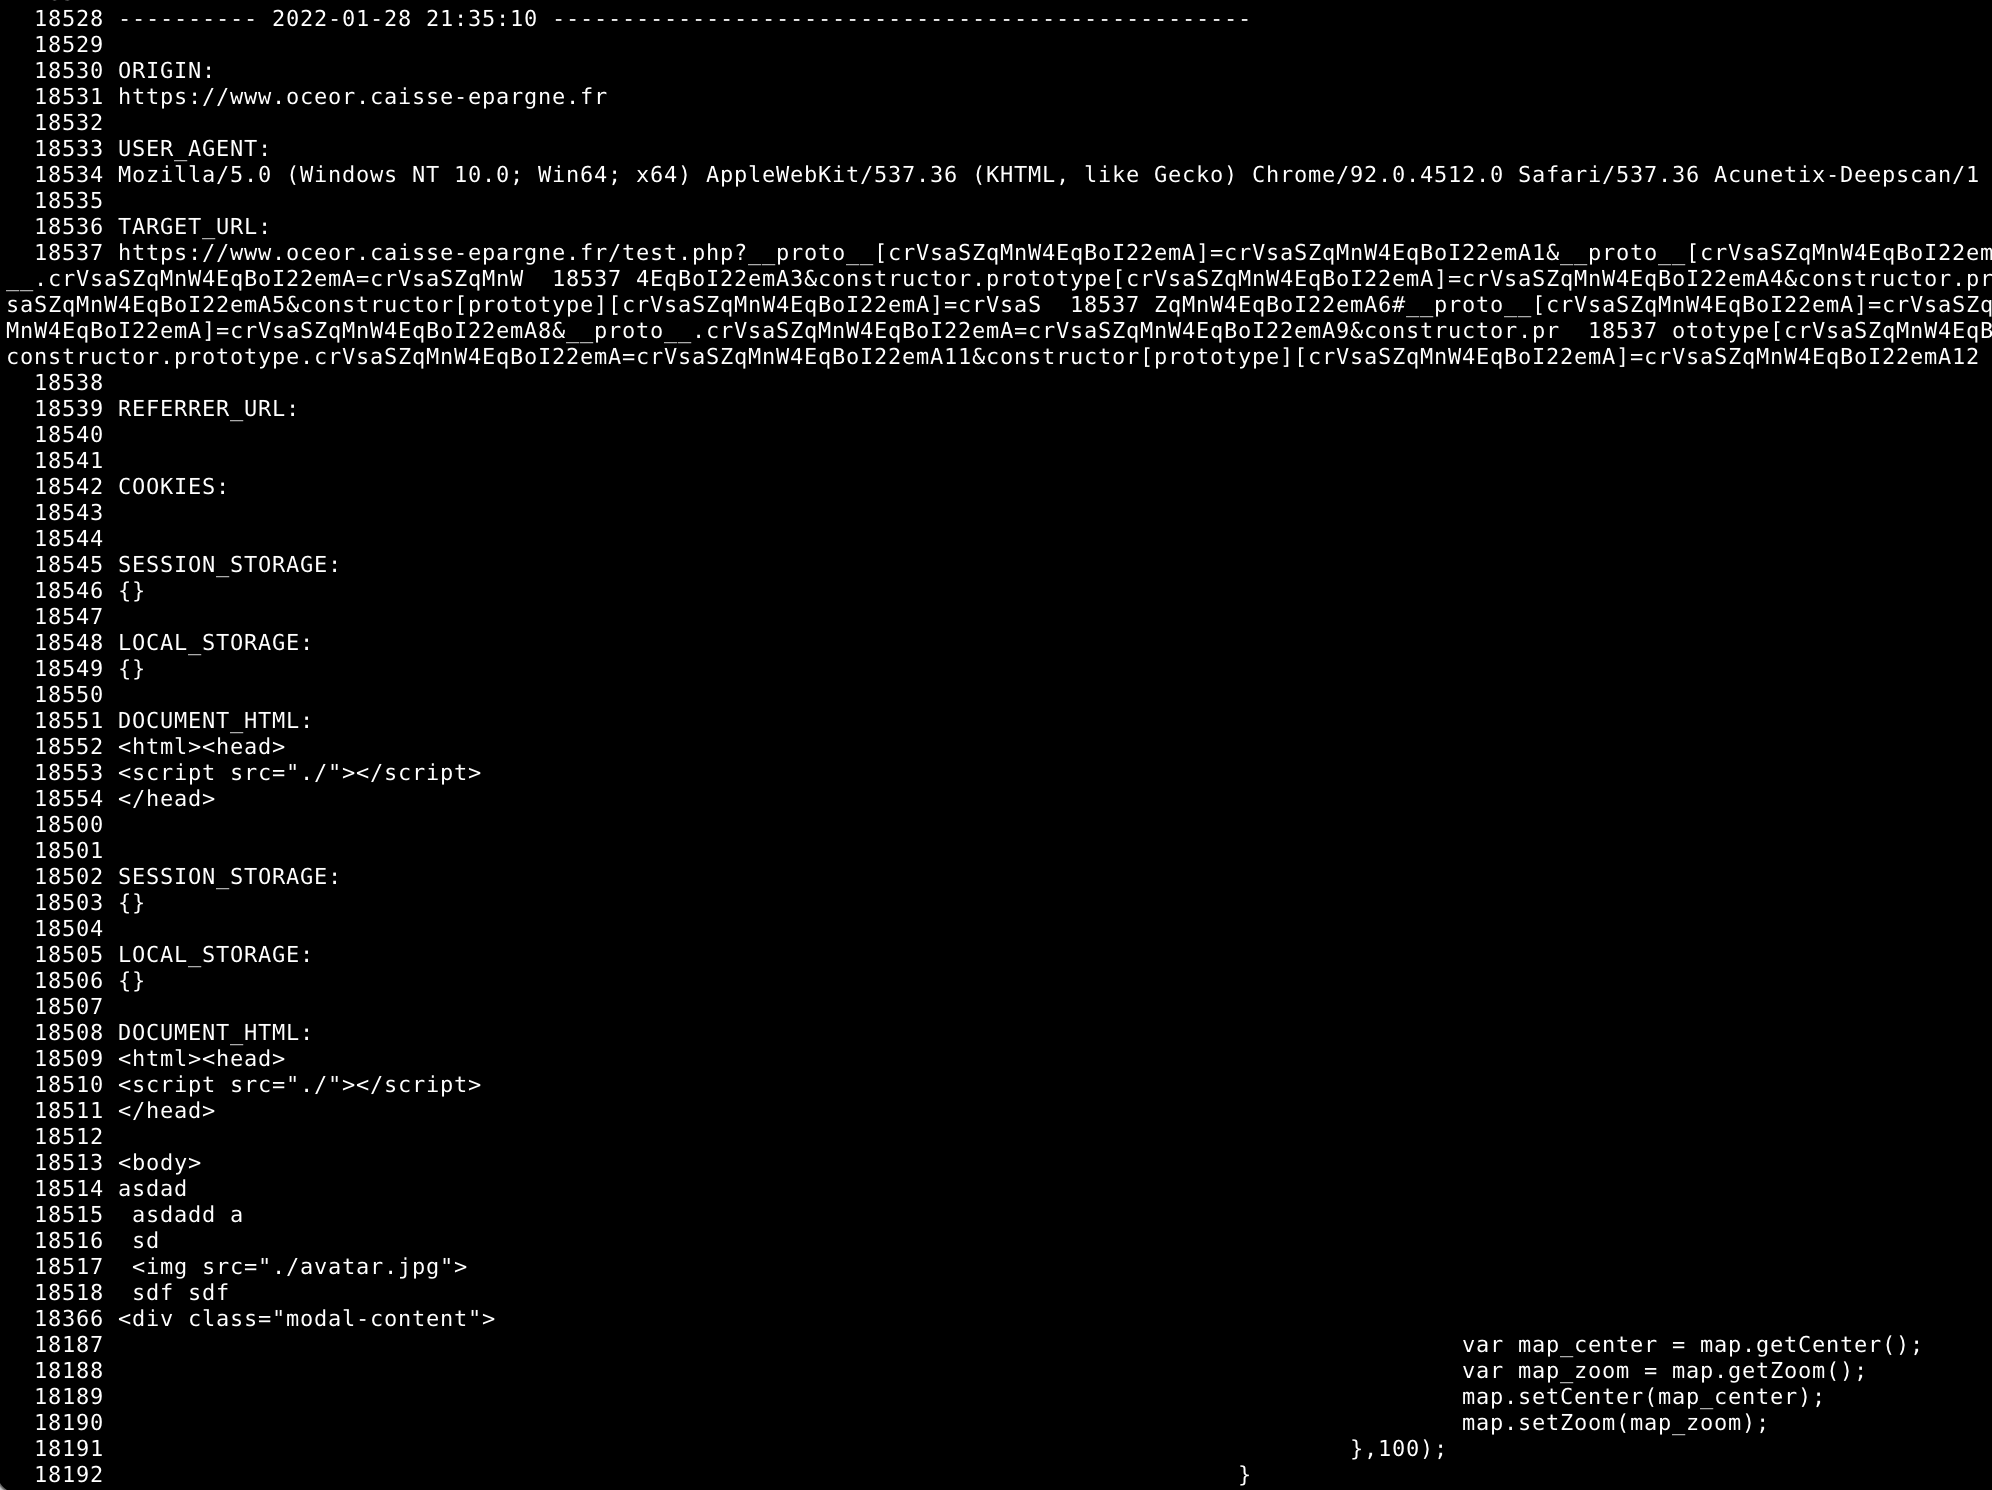 18528 ---------- 2022-01-28 21:35:10 --------------------------------------------------
18529
18530 ORIGIN:
18531 https://www.oceor.caisse-epargne.fr
18532
18533 USER_AGENT:
18534 Mozilla/5.0 (Windows NT 10.0; Win64; x64) AppleWebKit/537.36 (KHTML, like Gecko) Chrome/92.0.4512.0 Safari/537.36 Acunetix-Deepscan/1
18535
18536 TARGET_URL:
18537 https://www.oceor.caisse-epargne.fr/test.php?__proto__[crVsaSZqMnW4EqBoI22emA]=crVsaSZqMnW4EqBoI22emA1&__proto__[crVsaSZqMnW4EqBoI22em
__.crVsaSZqMnW4EqBoI22emA=crVsaSZqMnW  18537 4EqBoI22emA3&constructor.prototype[crVsaSZqMnW4EqBoI22emA]=crVsaSZqMnW4EqBoI22emA4&constructor.pr
saSZqMnW4EqBoI22emA5&constructor[prototype][crVsaSZqMnW4EqBoI22emA]=crVsaS  18537 ZqMnW4EqBoI22emA6#__proto__[crVsaSZqMnW4EqBoI22emA]=crVsaSZq
MnW4EqBoI22emA]=crVsaSZqMnW4EqBoI22emA8&__proto__.crVsaSZqMnW4EqBoI22emA=crVsaSZqMnW4EqBoI22emA9&constructor.pr  18537 ototype[crVsaSZqMnW4EqB
constructor.prototype.crVsaSZqMnW4EqBoI22emA=crVsaSZqMnW4EqBoI22emA11&constructor[prototype][crVsaSZqMnW4EqBoI22emA]=crVsaSZqMnW4EqBoI22emA12
18538
18539 REFERRER_URL:
18540
18541
18542 COOKIES:
18543
18544
18545 SESSION_STORAGE:
18546 {}
18547
18548 LOCAL_STORAGE:
18549 {}
18550
18551 DOCUMENT_HTML:
18552 <html><head>
18553 <script src="./"></script>
18554 </head>
18500
18501
18502 SESSION_STORAGE:
18503 {}
18504
18505 LOCAL_STORAGE:
18506 {}
18507
18508 DOCUMENT_HTML:
18509 <html><head>
18510 <script src="./"></script>
18511 </head>
18512
18513 <body>
18514 asdad
18515  asdadd a
18516  sd
18517  <img src="./avatar.jpg">
18518  sdf sdf
18366 <div class="modal-content">
18187 var map_center = map.getCenter();
18188 var map_zoom = map.getZoom();
18189 map.setCenter(map_center);
18190 map.setZoom(map_zoom);
18191 },100);
18192 }